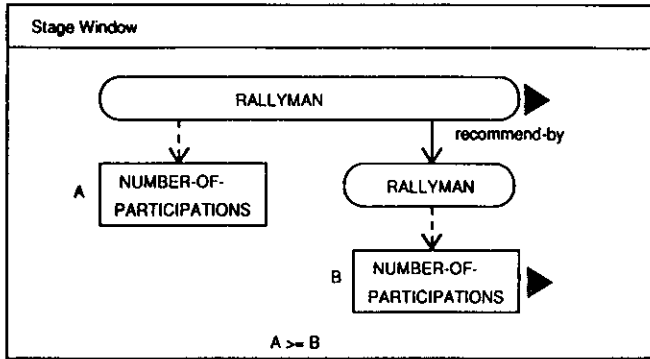 Stage Window
RALLYMAN
recommend-by
A
NUMBER-OF-
PARTICIPATIONS
RALLYMAN
B
NUMBER-OF-
PARTICIPATIONS
A >= B